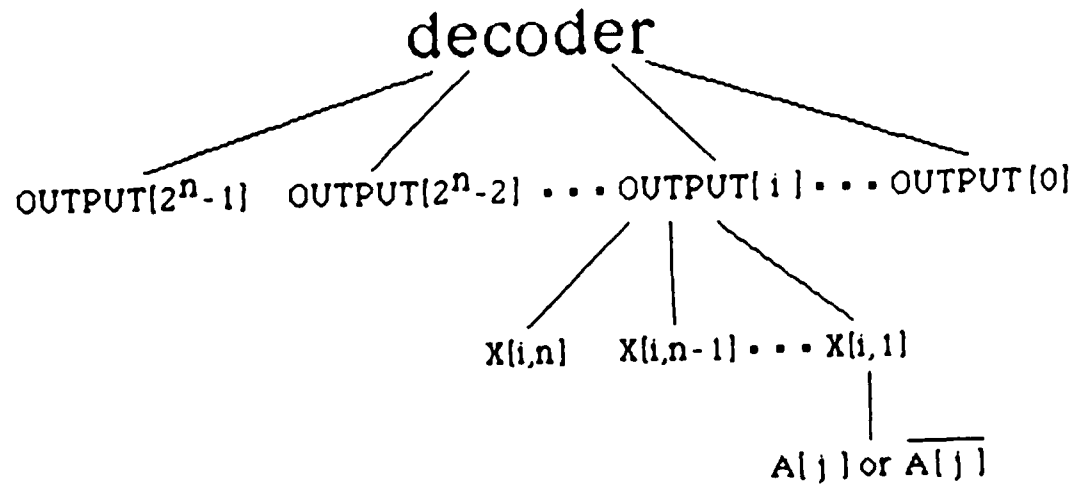 decoder
OUTPUT[2ⁿ-1] OUTPUT[2ⁿ-2] ▪ ▪ ▪ OUTPUT[ i ] ▪ ▪ ▪ OUTPUT[0]
X[i,n] X[i,n-1] ▪ ▪ ▪ X[i,1]
A[ j ] or A̅[̅ ̅j̅ ̅]̅